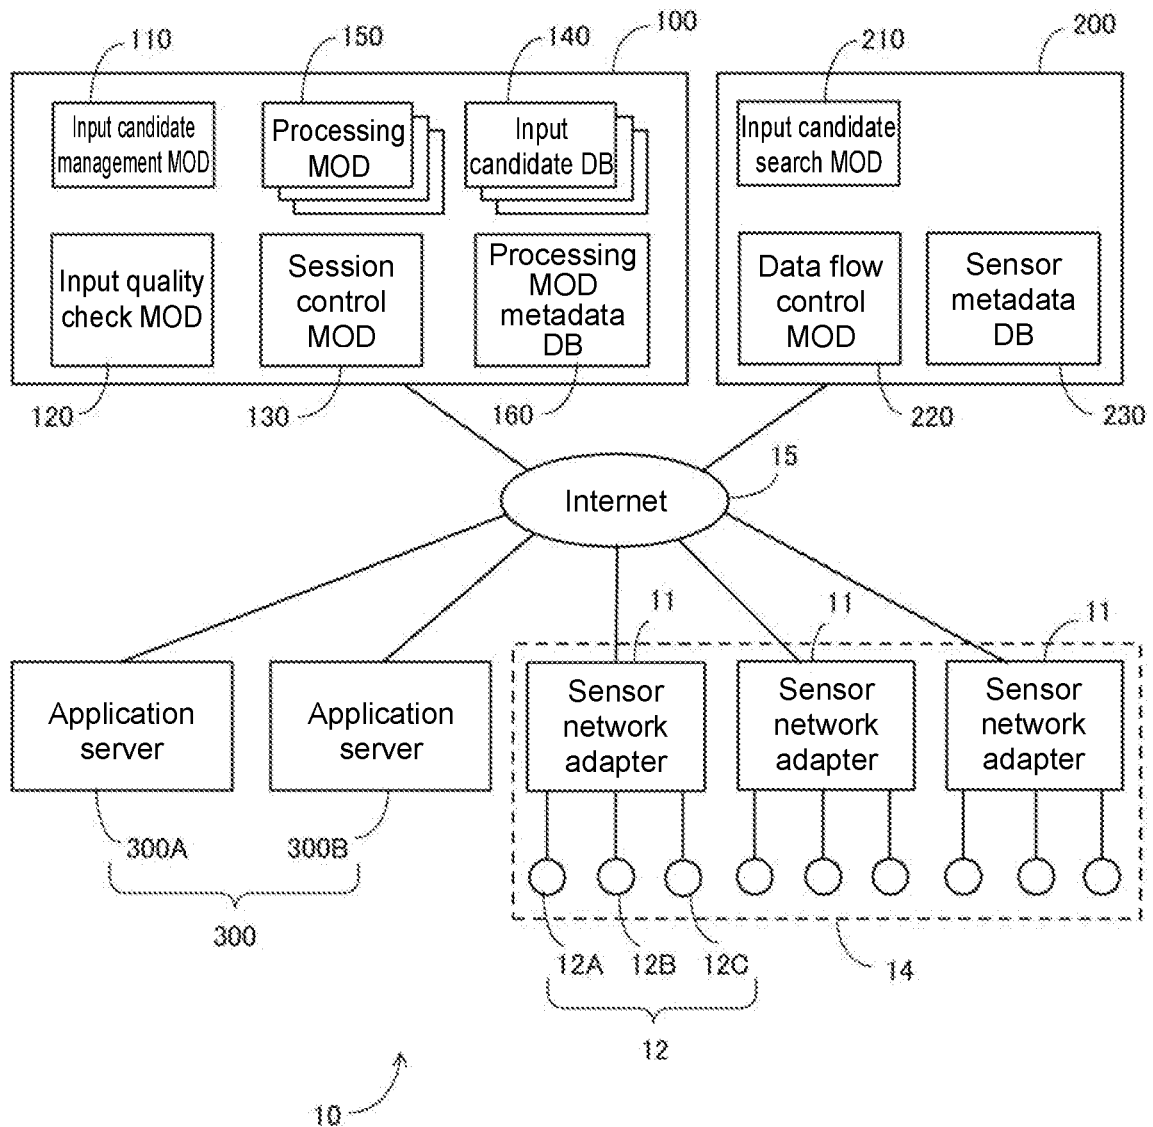 110
150
140
100
210
200
Input candidate
management MOD
Processing
MOD
Input
candidate DB
Input candidate
search MOD
Input quality
check MOD
Session
control
MOD
Processing
MOD
metadata
DB
Data flow
control
MOD
Sensor
metadata
DB
120
130
160
220
230
15
Internet
11
11
11
Application
server
Application
server
Sensor
network
adapter
Sensor
network
adapter
Sensor
network
adapter
300A
300B
300
12A
12B
12C
14
12
10